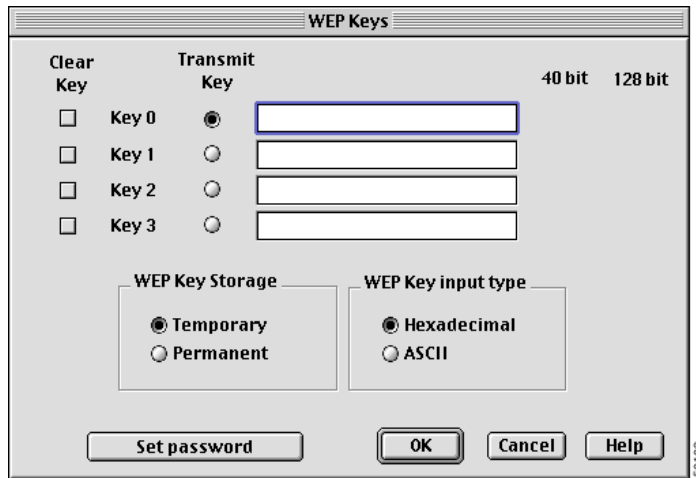 WEP Keys
Clear Key
Transmit Key
40 bit
128 bit
Key 0
Key 1
Key 2
Key 3
WEP Key Storage
Temporary
Permanent
WEP Key input type
Hexadecimal
ASCII
Set password
OK
Cancel
Help